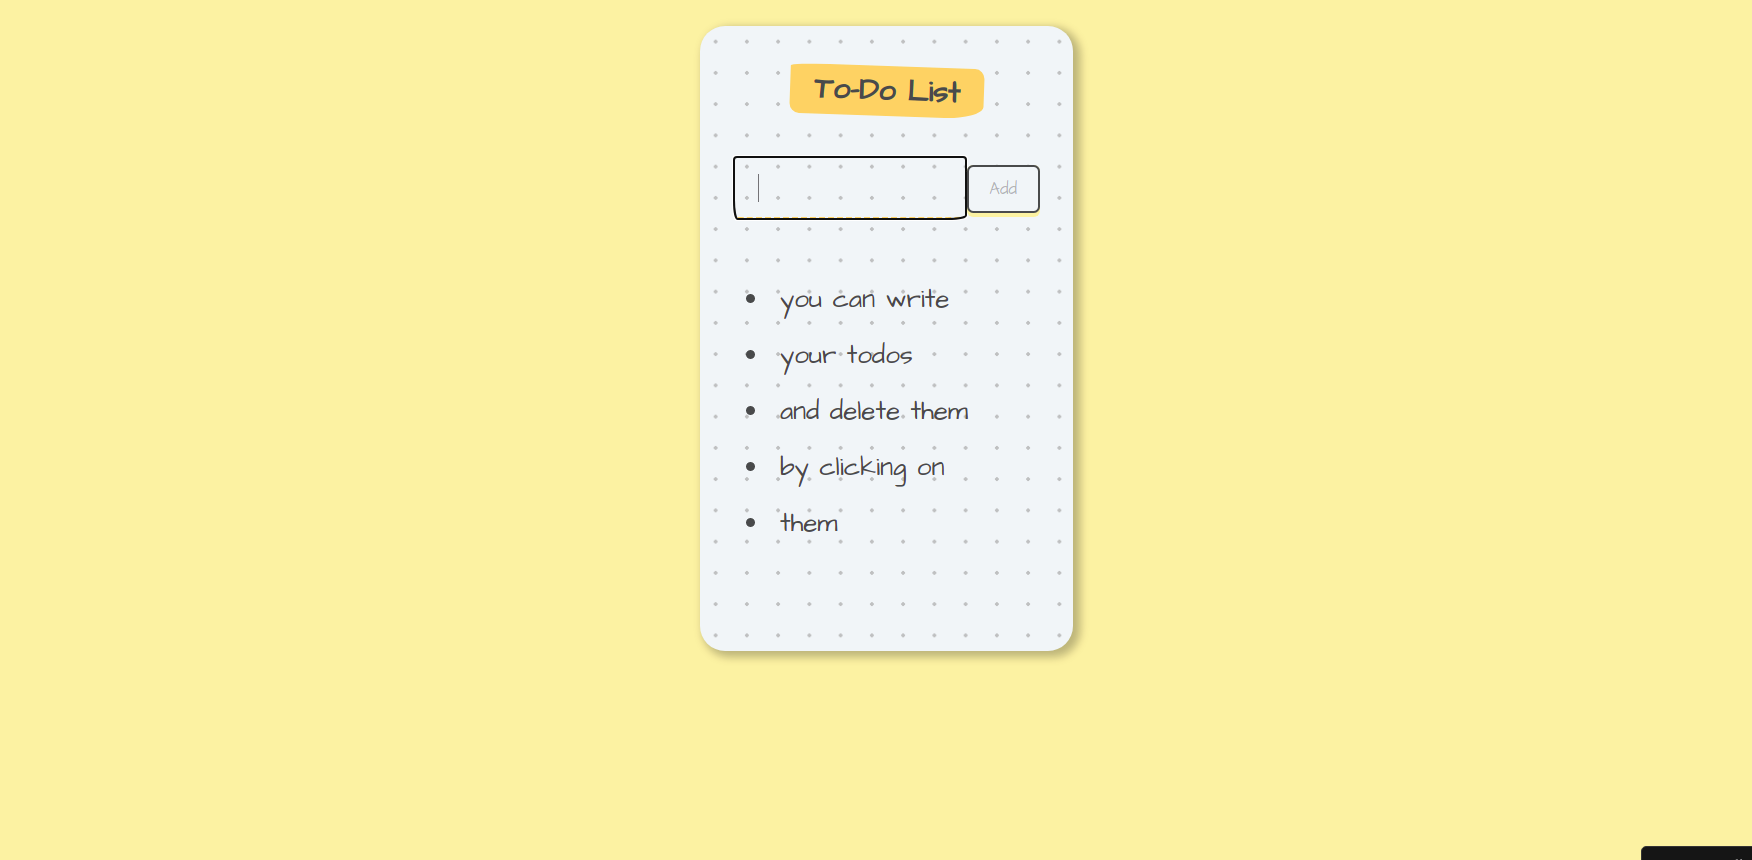 To-Do List
Add
you can write
your todos
and delete them
by clicking on
them